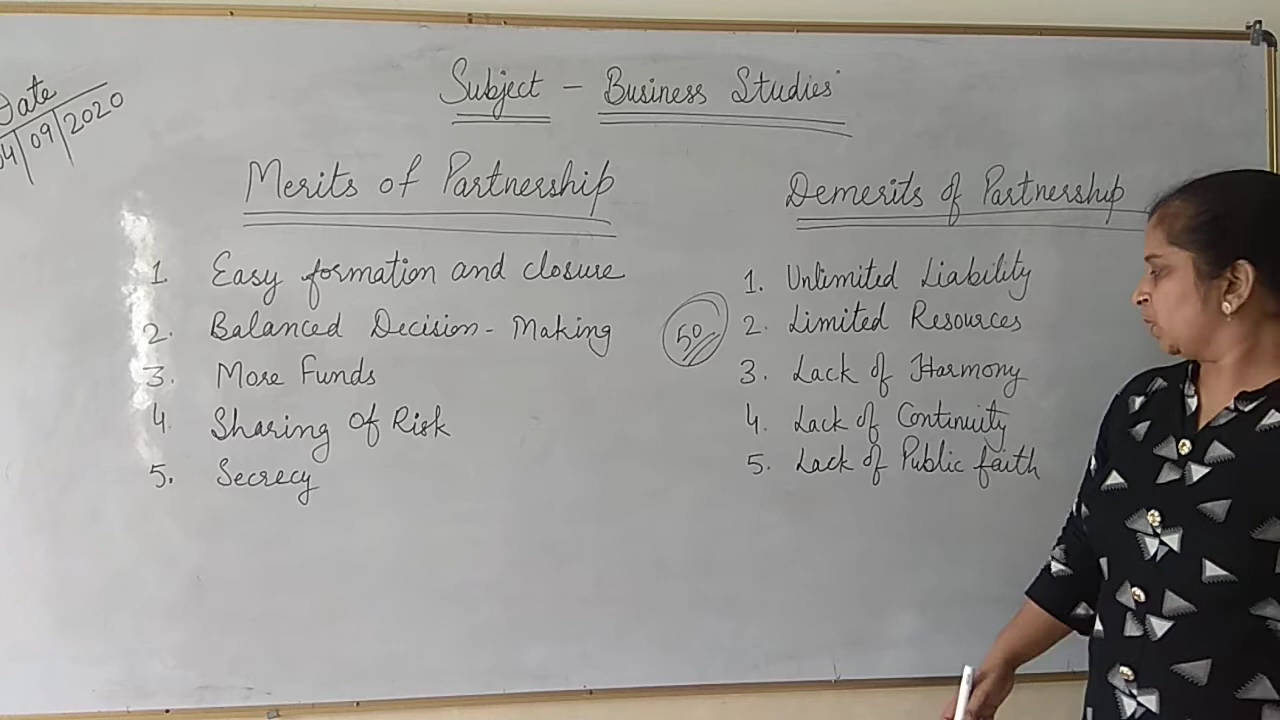 Date
04/09/2020
Subject - Business Studies
Merits of Partnership
1 Easy formation and closure
2. Balanced Decision-Making
3. More Funds
4. Sharing of Risk
5. Secrecy
Demerits of Partnership
1. Unlimited Liability
50
2. Limited Resources
3. Lack of Harmony
4. Lack of Continuity
5. Lack of Public faith